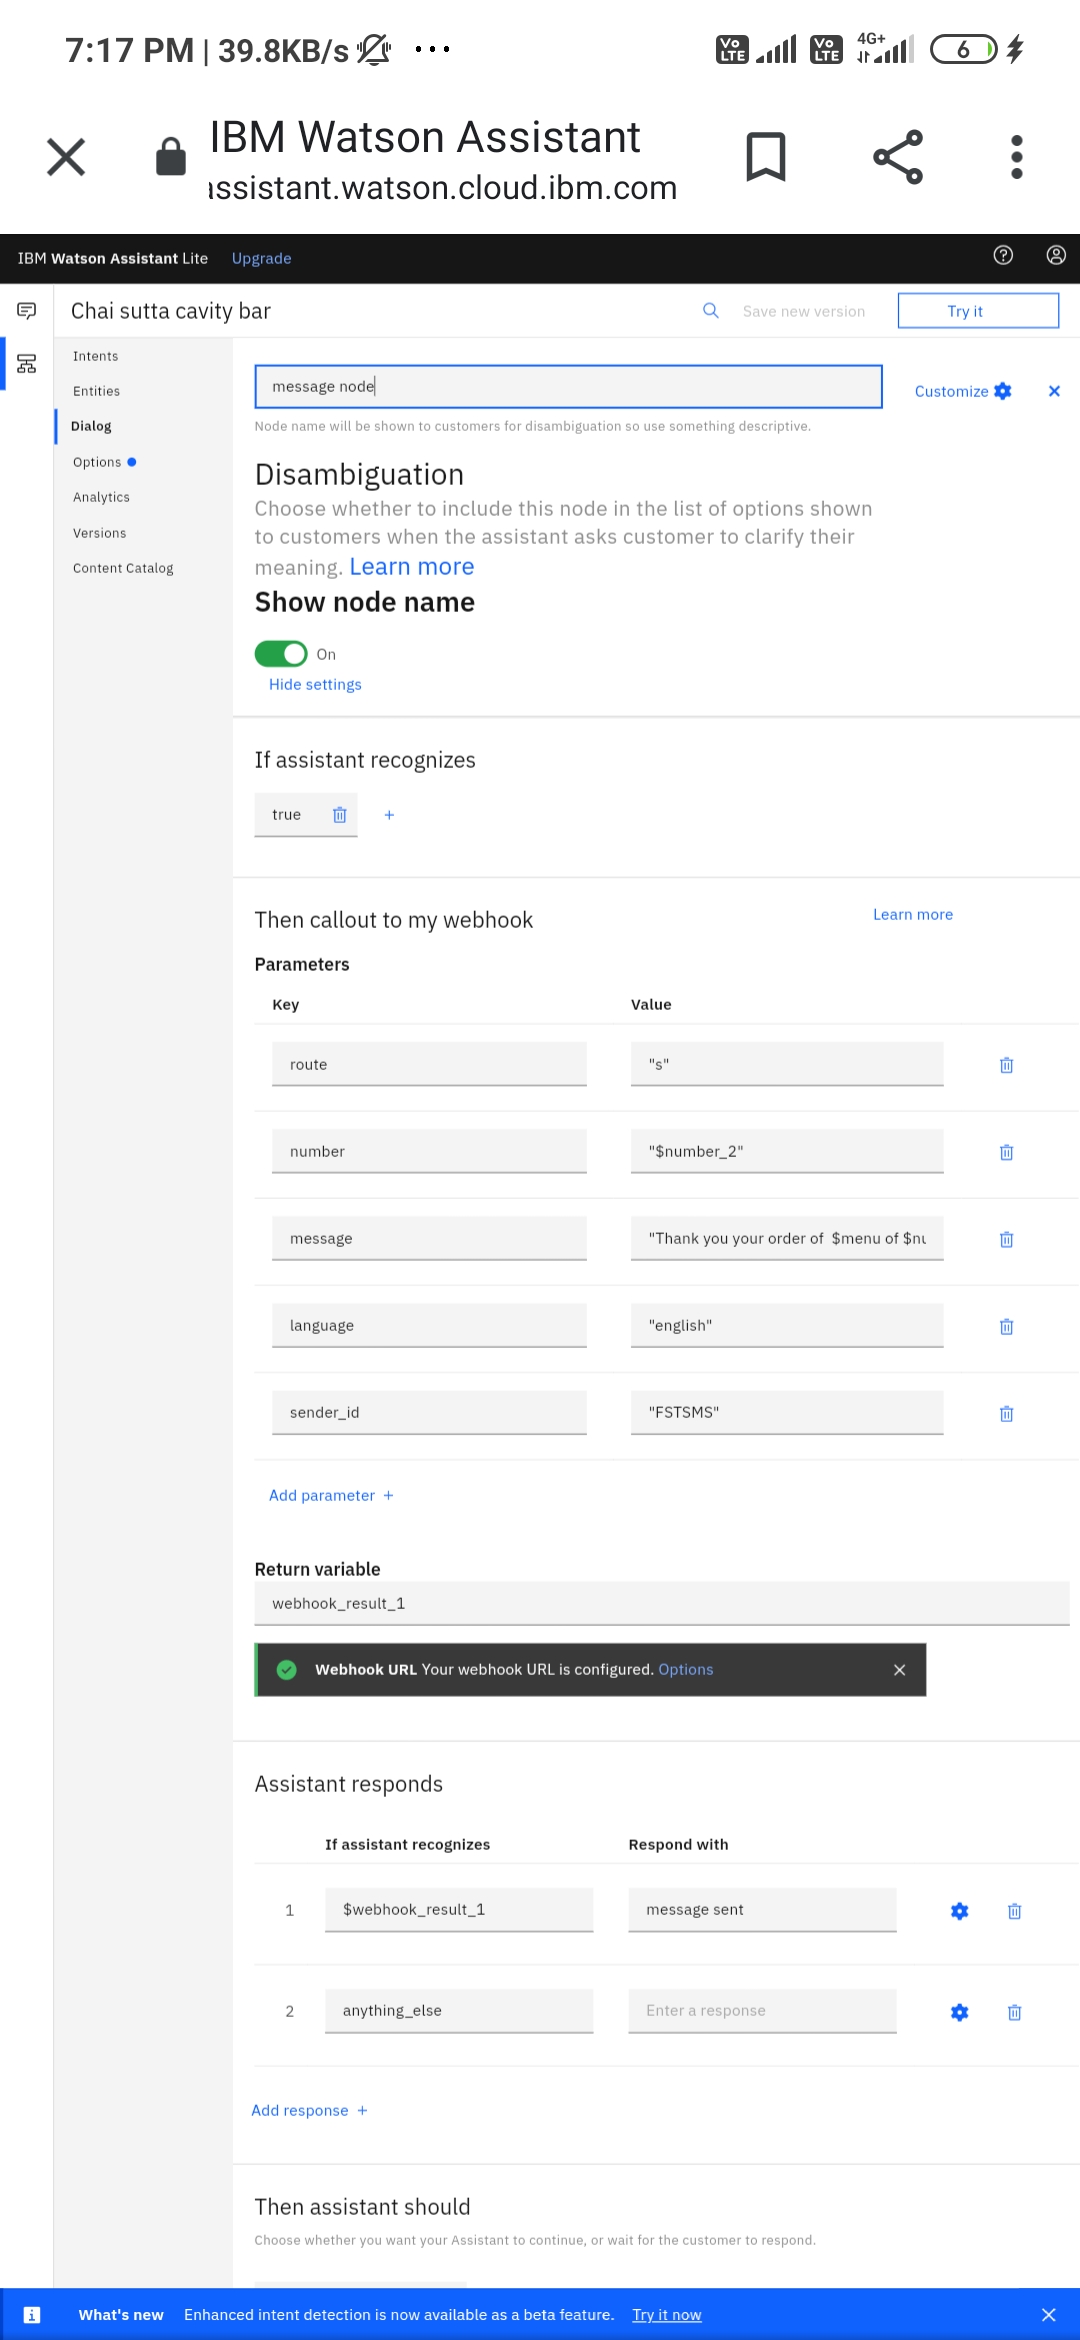 7:17 PM | 39.8KB/s ...
Vo LTE Vo LTE 4G+ 6
IBM Watson Assistant
assistant.watson.cloud.ibm.com
IBM Watson Assistant Lite Upgrade
Chai sutta cavity bar Save new version Try it
Intents
Entities
Dialog
Options
Analytics
Versions
Content Catalog
message node Customize
Node name will be shown to customers for disambiguation so use something descriptive.
Disambiguation
Choose whether to include this node in the list of options shown
to customers when the assistant asks customer to clarify their
meaning. Learn more
Show node name
On
Hide settings
If assistant recognizes
true +
Then callout to my webhook Learn more
Parameters
Key Value
route "s"
number "$number_2"
message "Thank you your order of $menu of $nu
language "english"
sender_id "FSTSMS"
Add parameter +
Return variable
webhook_result_1
Webhook URL Your webhook URL is configured. Options
Assistant responds
If assistant recognizes Respond with
1 $webhook_result_1 message sent
2 anything_else Enter a response
Add response +
Then assistant should
Choose whether you want your Assistant to continue, or wait for the customer to respond.
What's new Enhanced intent detection is now available as a beta feature. Try it now